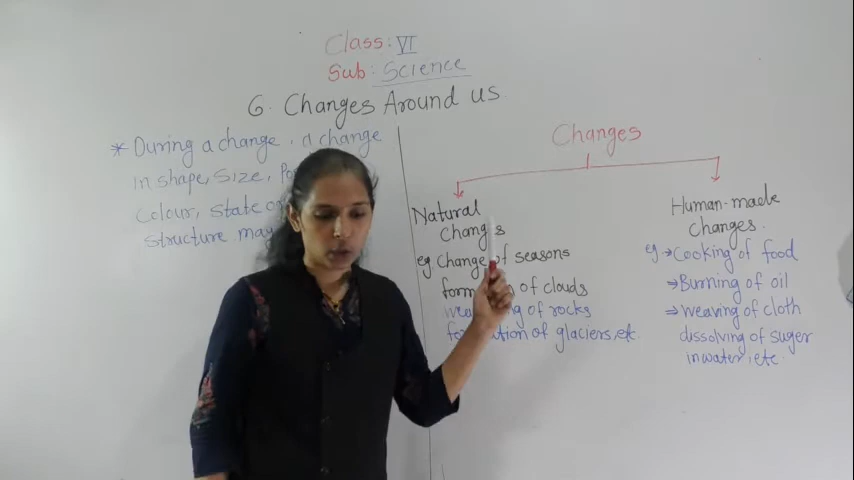 Class: VI
Sub: Science
6. Changes Around us
* During a change, a change
in shape, Size,
Colour, state or
structure may
Changes
Natural
changes
eg. Change of seasons
of clouds
of rocks
of glaciers, etc.
Human-made
changes.
eg → Cooking of food
→ Burning of oil
→ weaving of cloth
dissolving of suger
in water, etc.